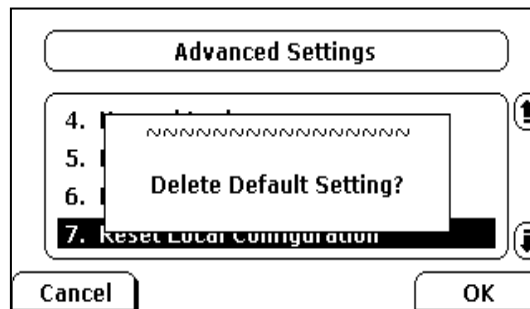 Advanced Settings
4.
5.
6.
~~~~~~~~~~~~~~~~
Delete Default Setting?
7. Reset Local Configuration
Cancel
OK